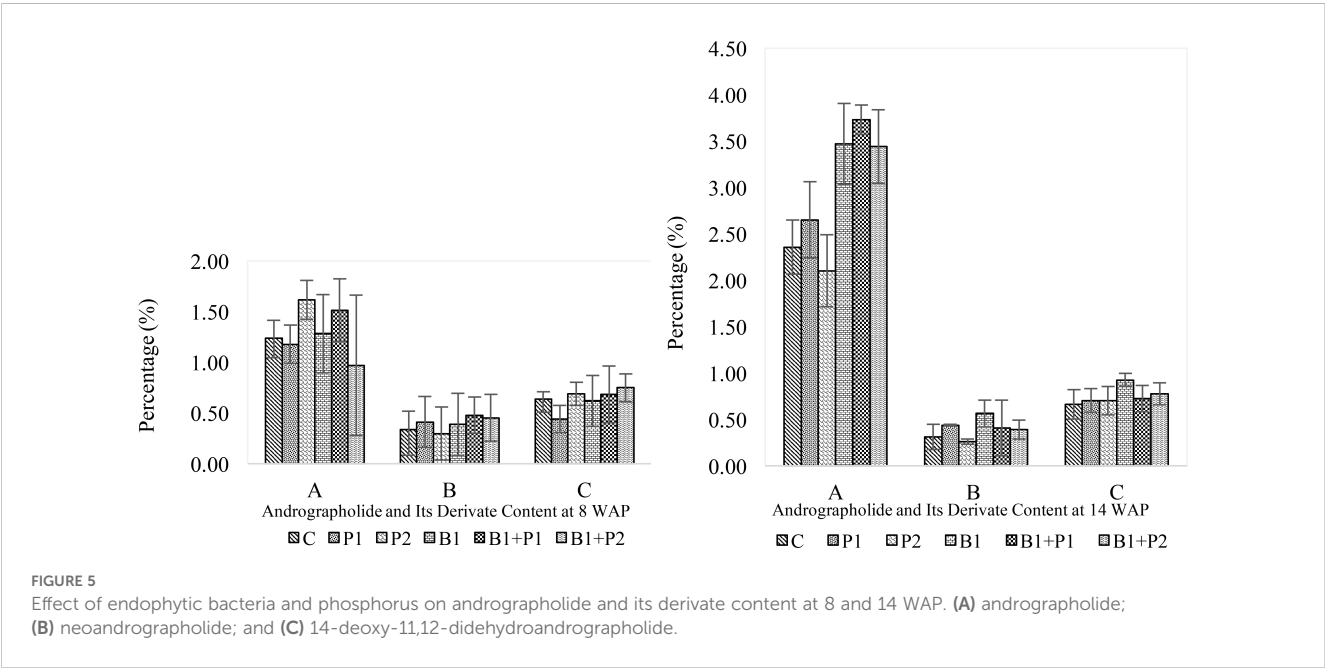 2.00
1.50
1.00
0.50
0.00
Percentage (%)
A B C
Andrographolide and Its Derivate Content at 8 WAP
C P1 P2 B1 B1+P1 B1+P2
4.50
4.00
3.50
3.00
2.50
2.00
1.50
1.00
0.50
0.00
Percentage (%)
A B C
Andrographolide and Its Derivate Content at 14 WAP
C P1 P2 B1 B1+P1 B1+P2
FIGURE 5
Effect of endophytic bacteria and phosphorus on andrographolide and its derivate content at 8 and 14 WAP. (A) andrographolide;
(B) neoandrographolide; and (C) 14-deoxy-11,12-didehydroandrographolide.